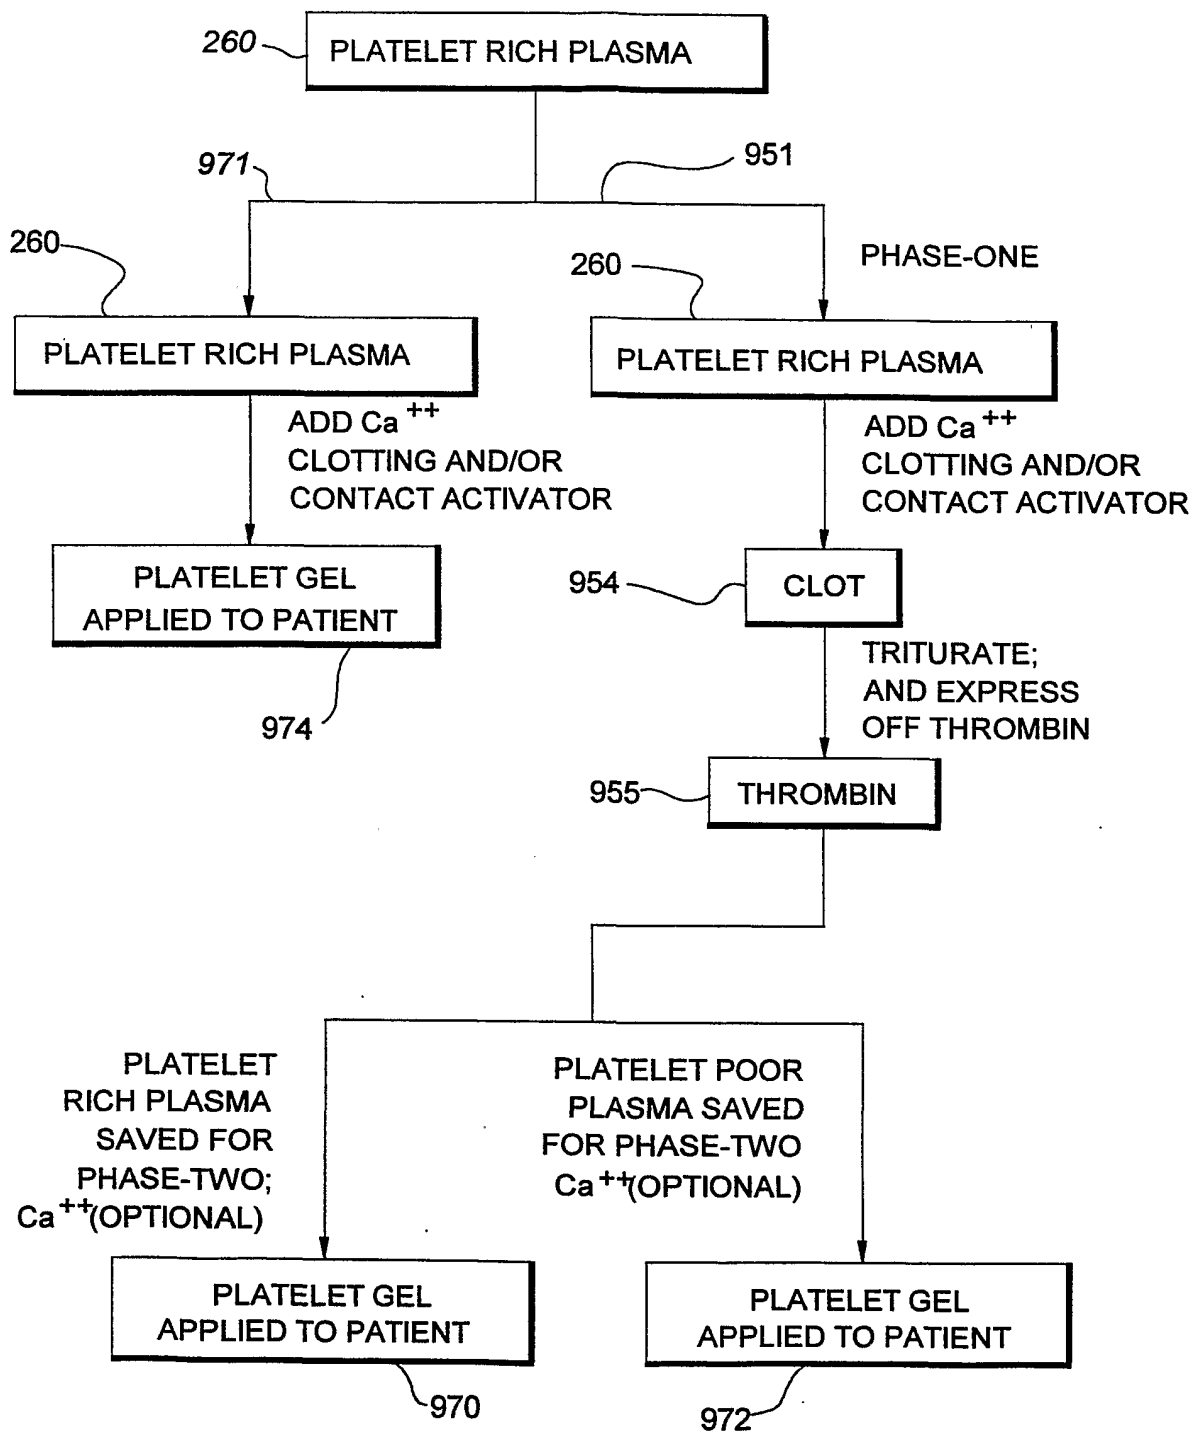 260
PLATELET RICH PLASMA
971
951
260
260
PHASE-ONE
PLATELET RICH PLASMA
PLATELET RICH PLASMA
ADD Ca++
CLOTTING AND/OR
CONTACT ACTIVATOR
ADD Ca++
CLOTTING AND/OR
CONTACT ACTIVATOR
PLATELET GEL
APPLIED TO PATIENT
974
954
CLOT
TRITURATE;
AND EXPRESS
OFF THROMBIN
955
THROMBIN
PLATELET
RICH PLASMA
SAVED FOR
PHASE-TWO;
Ca++(OPTIONAL)
PLATELET POOR
PLASMA SAVED
FOR PHASE-TWO
Ca++(OPTIONAL)
PLATELET GEL
APPLIED TO PATIENT
970
PLATELET GEL
APPLIED TO PATIENT
972